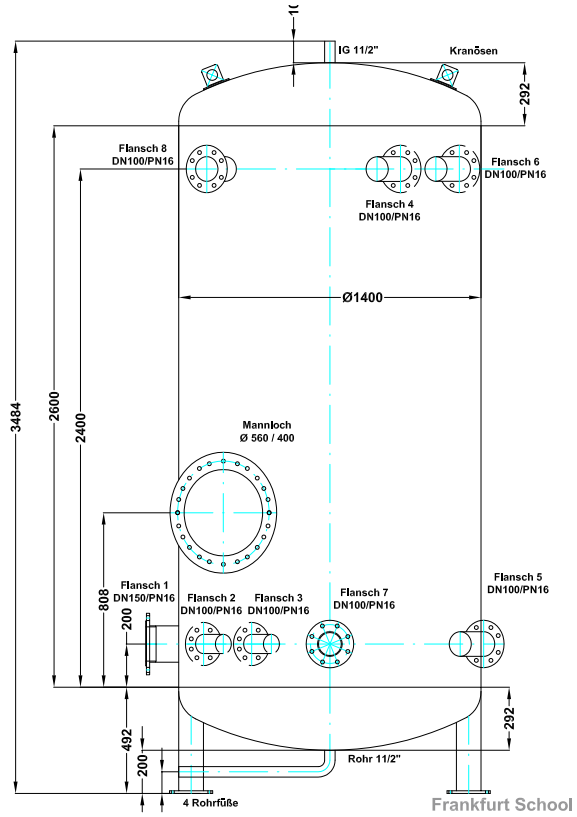 10
IG 11/2"
Kranösen
292
Flansch 8
DN100/PN16
Flansch 6
DN100/PN16
Flansch 4
DN100/PN16
Ø1400
3484
2600
2400
Mannloch
Ø 560 / 400
808
Flansch 1
DN150/PN16
Flansch 2
DN100/PN16
Flansch 3
DN100/PN16
Flansch 7
DN100/PN16
Flansch 5
DN100/PN16
200
492
292
200
Rohr 11/2"
4 Rohrfüße
Frankfurt School